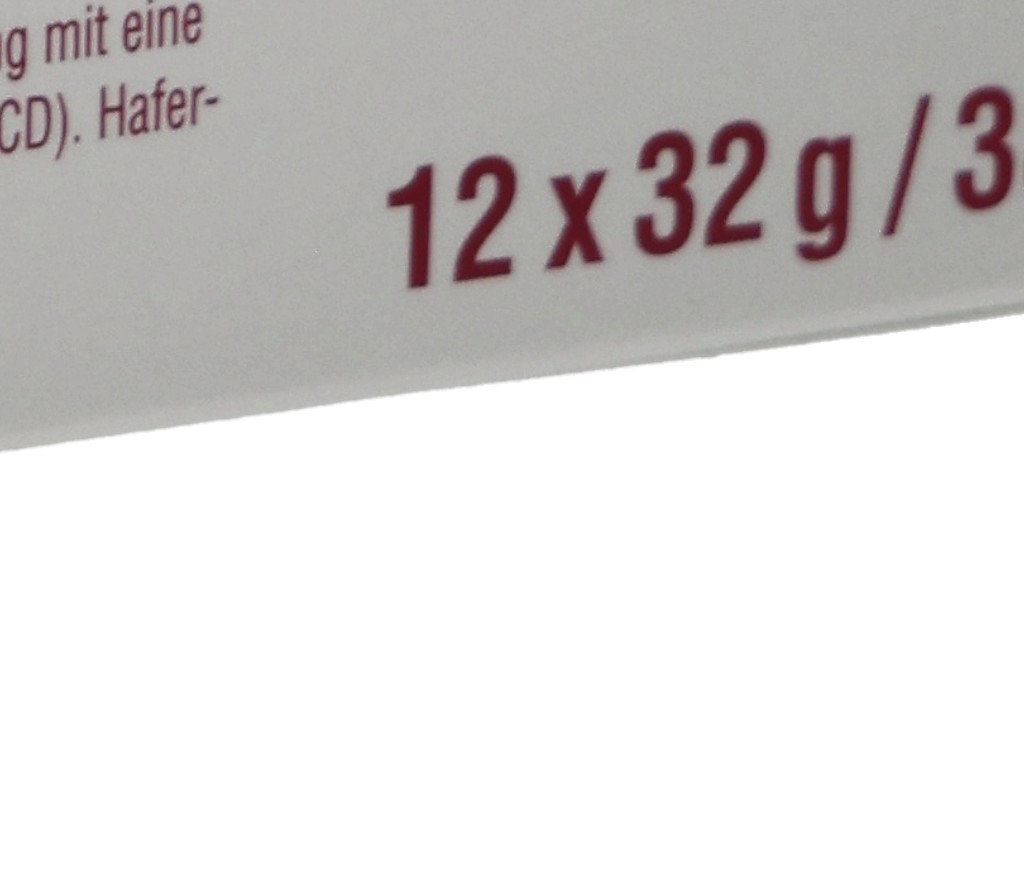 mit eine
CD). Hafer-
12 x 32 g / 3